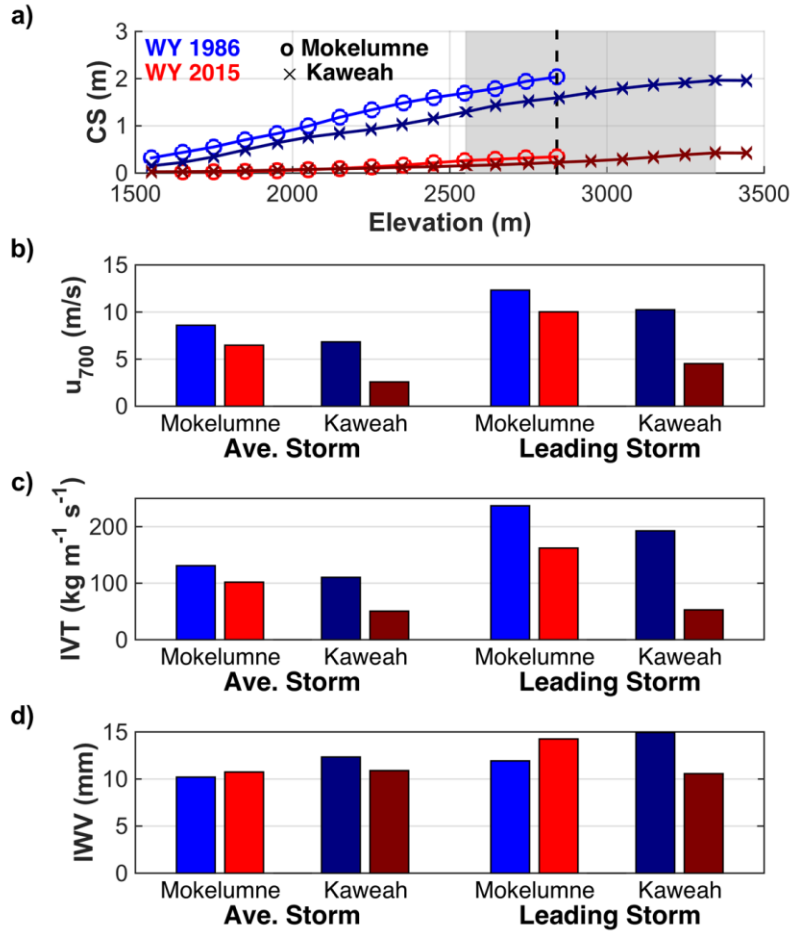 a)
CS (m)
3
2
1
0
WY 1986 o Mokelumne
WY 2015 × Kaweah
1500 2000 2500 3000 3500
Elevation (m)
b)
u700 (m/s)
15
10
5
0
Mokelumne Kaweah Mokelumne Kaweah
Ave. Storm Leading Storm
c)
IVT (kg m⁻¹ s⁻¹)
200
100
0
Mokelumne Kaweah Mokelumne Kaweah
Ave. Storm Leading Storm
d)
IWV (mm)
15
10
5
0
Mokelumne Kaweah Mokelumne Kaweah
Ave. Storm Leading Storm